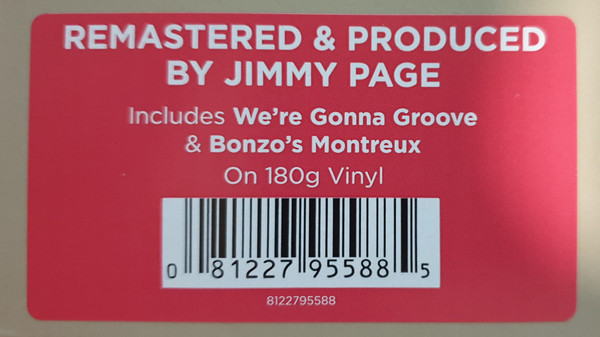 REMASTERED & PRODUCED
BY JIMMY PAGE
Includes We're Gonna Groove
& Bonzo's Montreux
On 180g Vinyl
0 81227 95588 5
8122795588